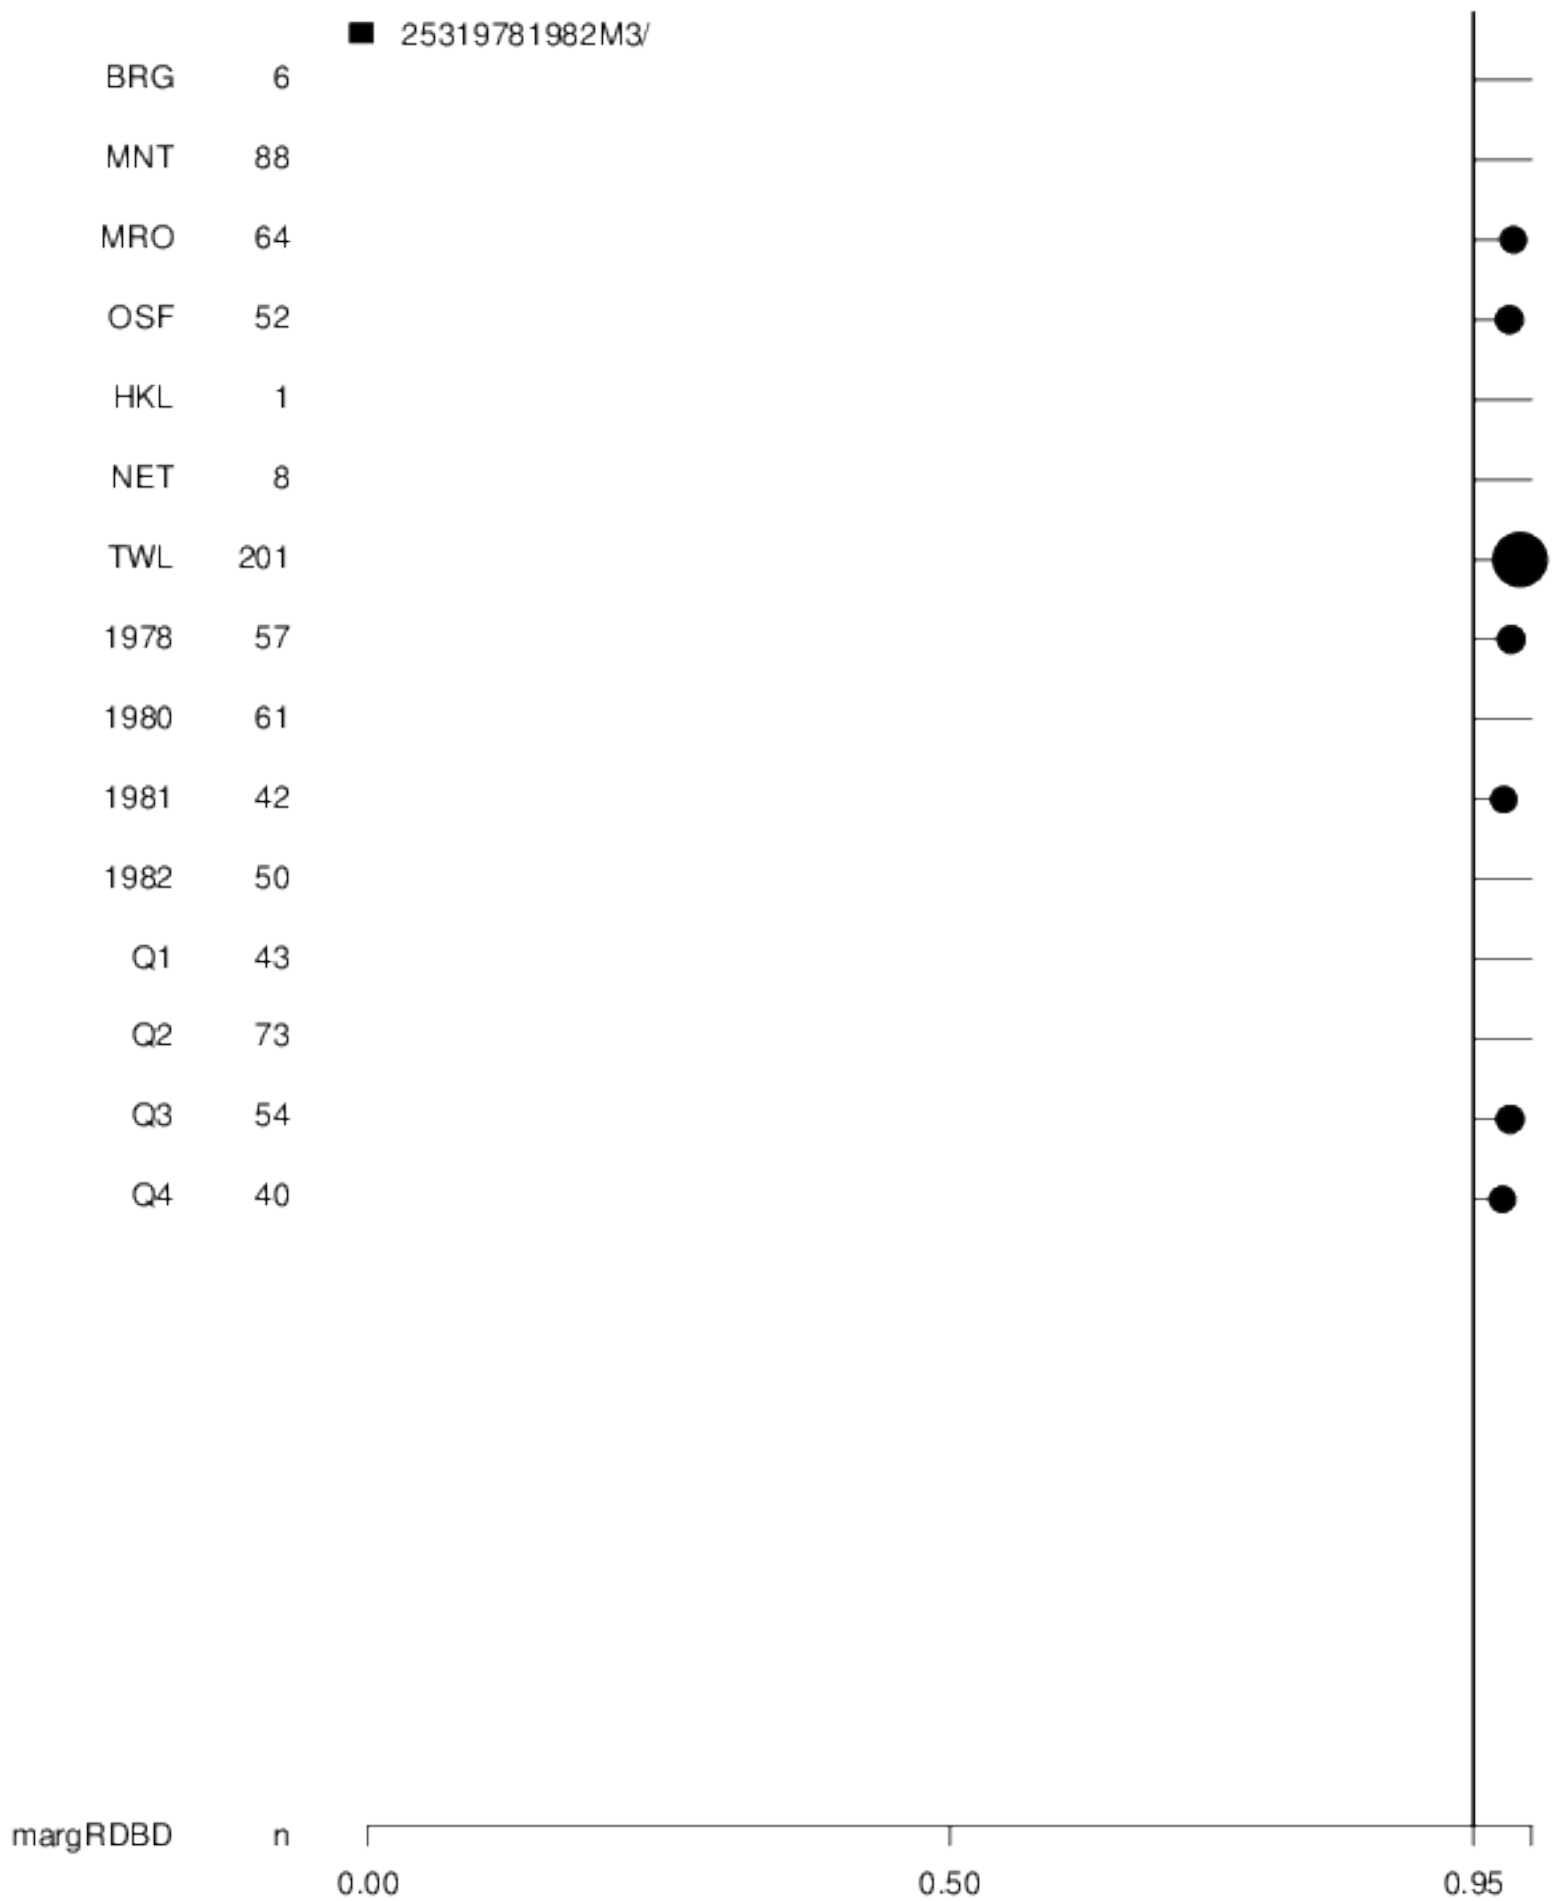 25319781982M3/
BRG 6
MNT 88
MRO 64
OSF 52
HKL 1
NET 8
TWL 201
1978 57
1980 61
1981 42
1982 50
Q1 43
Q2 73
Q3 54
Q4 40
margRDBD n
0.00 0.50 0.95